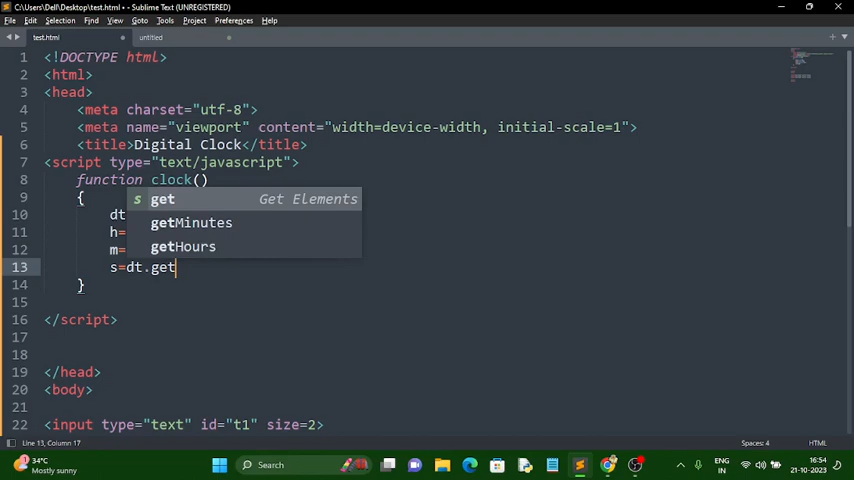 C:\Users\Dell\Desktop\test.html • - Sublime Text (UNREGISTERED)
File Edit Selection Find View Goto Tools Project Preferences Help
test.html untitled
1 <!DOCTYPE html>
2 <html>
3 <head>
4 <meta charset="utf-8">
5 <meta name="viewport" content="width=device-width, initial-scale=1">
6 <title>Digital Clock</title>
7 <script type="text/javascript">
8 function clock()
9 {
s get Get Elements
10 dt
getMinutes
11 h=
getHours
12 m=
13 s=dt.get
14 }
15
16 </script>
17
18
19 </head>
20 <body>
21
22 <input type="text" id="t1" size=2>
Line 13, Column 17 Spaces: 4 HTML
34°C
Mostly sunny
Search
ENG
IN
16:54
21-10-2023